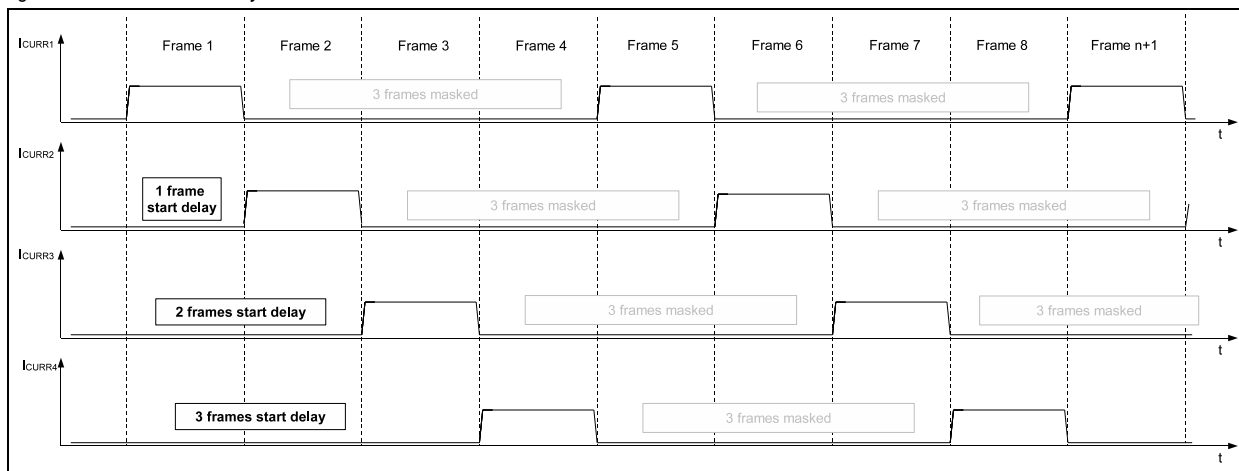 ICURR1
Frame 1 Frame 2 Frame 3 Frame 4 Frame 5 Frame 6 Frame 7 Frame 8 Frame n+1
3 frames masked 3 frames masked
t
ICURR2
1 frame
start delay
3 frames masked 3 frames masked
t
ICURR3
2 frames start delay 3 frames masked 3 frames masked
t
ICURR4
3 frames start delay 3 frames masked
t